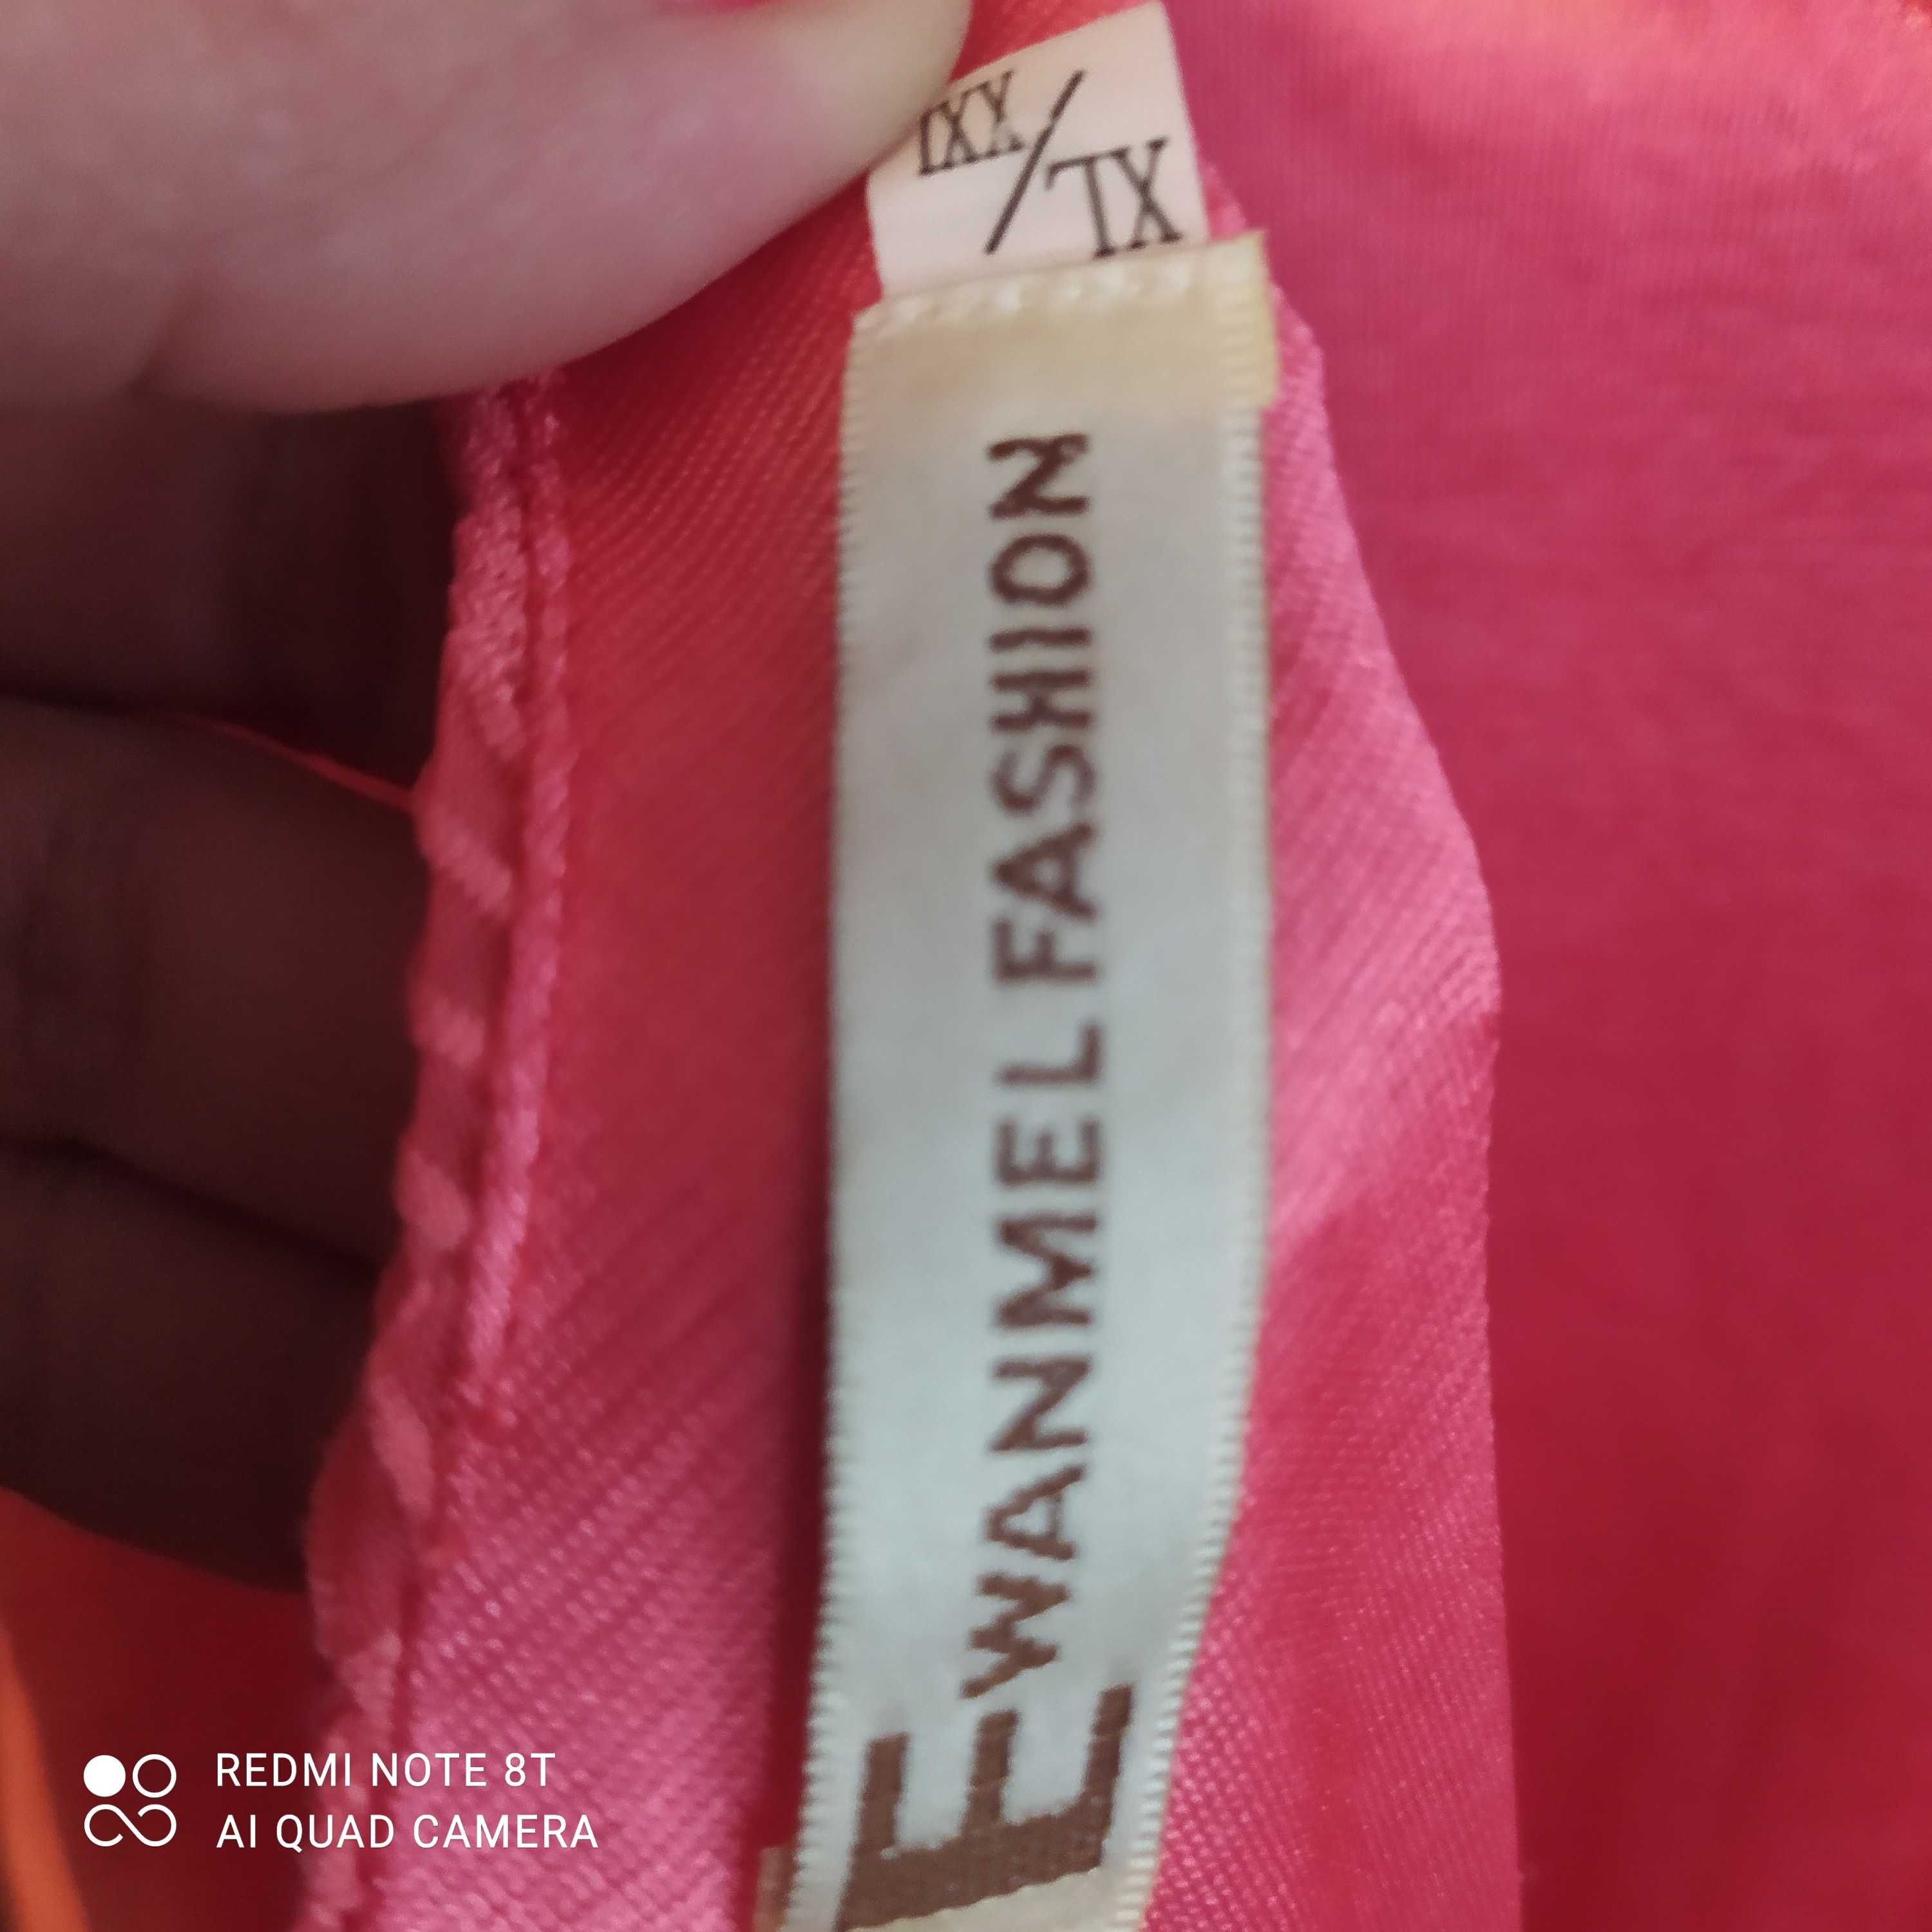 XL/XXL
EWANMEL FASHION
REDMI NOTE 8T
AI QUAD CAMERA